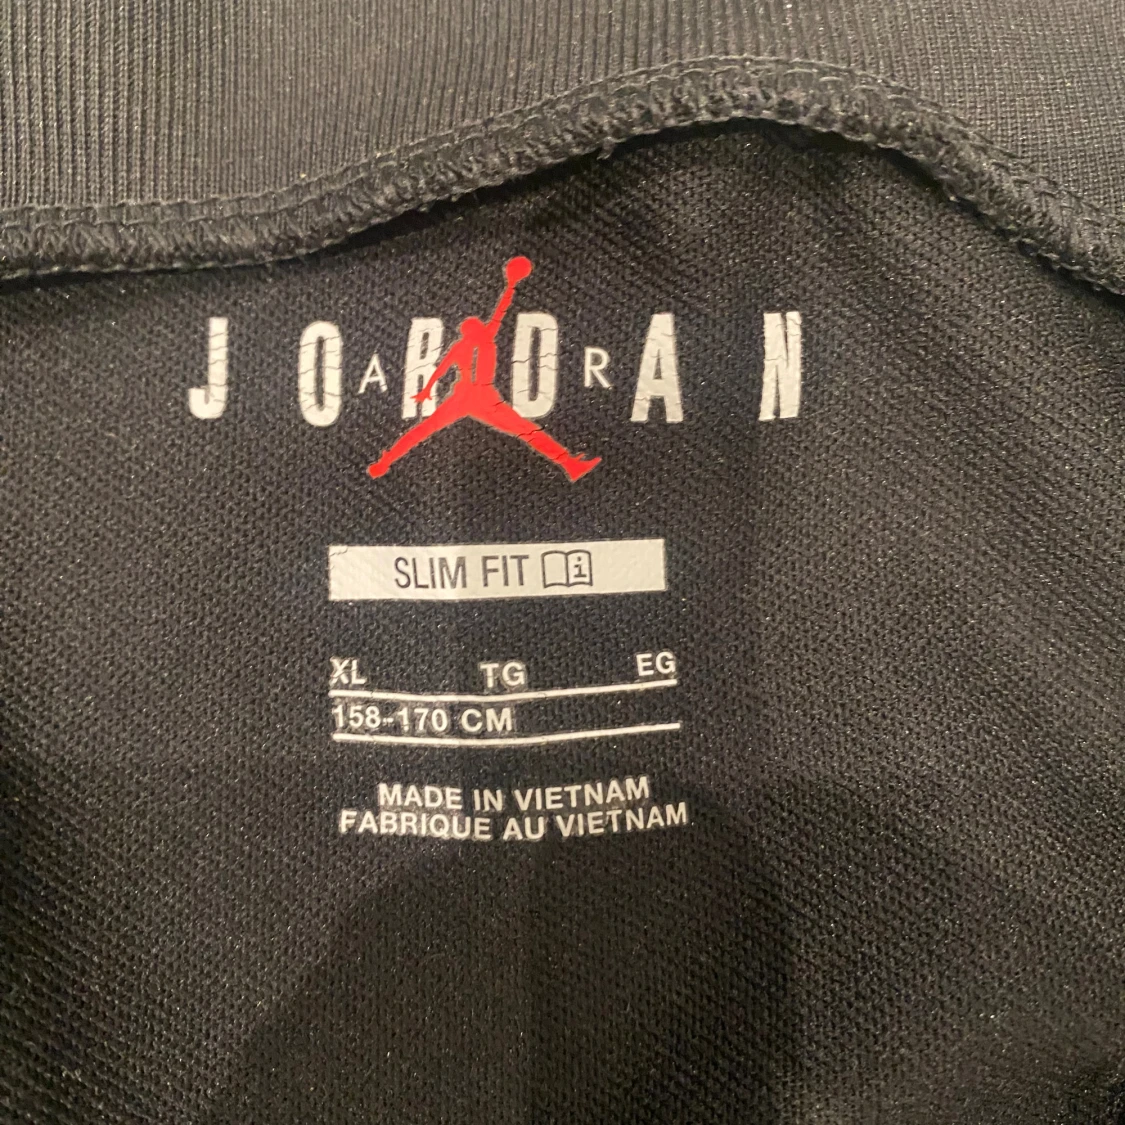 JORDAN
AIR
SLIM FIT i
XL TG EG
158-170 CM
MADE IN VIETNAM
FABRIQUE AU VIETNAM